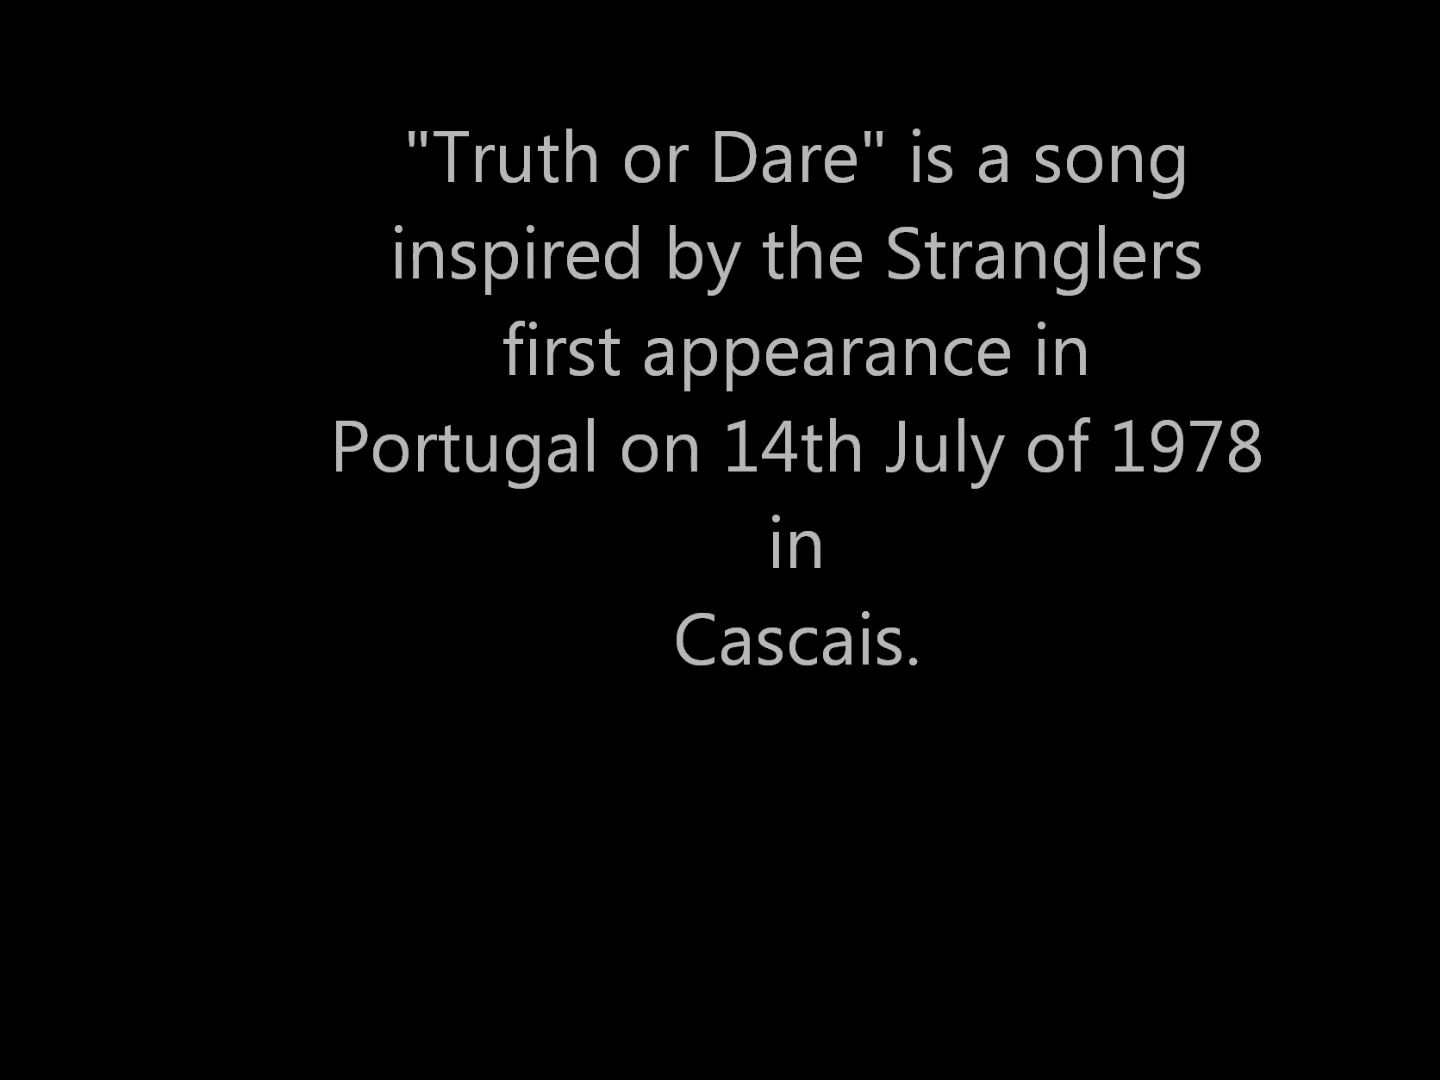 "Truth or Dare" is a song
inspired by the Stranglers
first appearance in
Portugal on 14th July of 1978
in
Cascais.